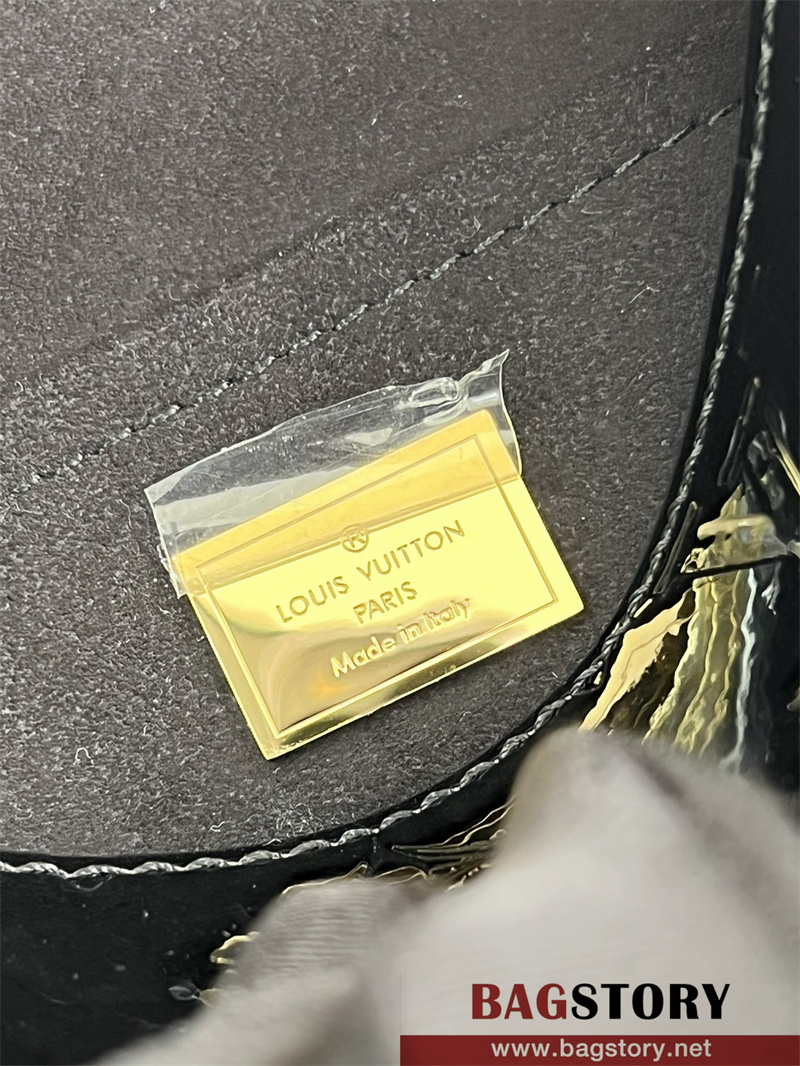 ®
LOUIS VUITTON
PARIS
Made in Italy
BAGSTORY
www.bagstory.net